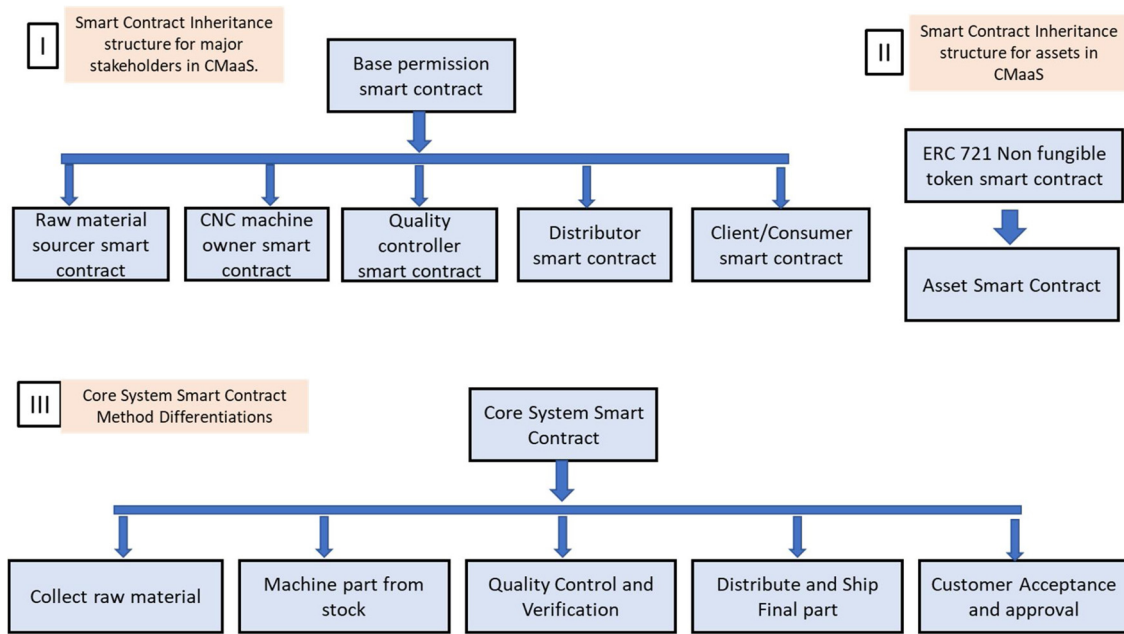 I
Smart Contract Inheritance
structure for major
stakeholders in CMaaS.
Base permission
smart contract
Raw material
sourcer smart
contract
CNC machine
owner smart
contract
Quality
controller
smart contract
Distributor
smart contract
Client/Consumer
smart contract
II
Smart Contract Inheritance
structure for assets in
CMaaS
ERC 721 Non fungible
token smart contract
Asset Smart Contract
III
Core System Smart Contract
Method Differentiations
Core System Smart
Contract
Collect raw material
Machine part from
stock
Quality Control and
Verification
Distribute and Ship
Final part
Customer Acceptance
and approval